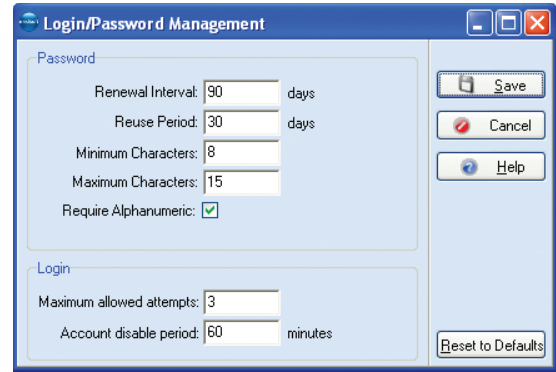 Login/Password Management
Password
Renewal Interval: 90 days
Reuse Period: 30 days
Minimum Characters: 8
Maximum Characters: 15
Require Alphanumeric:
Login
Maximum allowed attempts: 3
Account disable period: 60 minutes
Save
Cancel
Help
Reset to Defaults